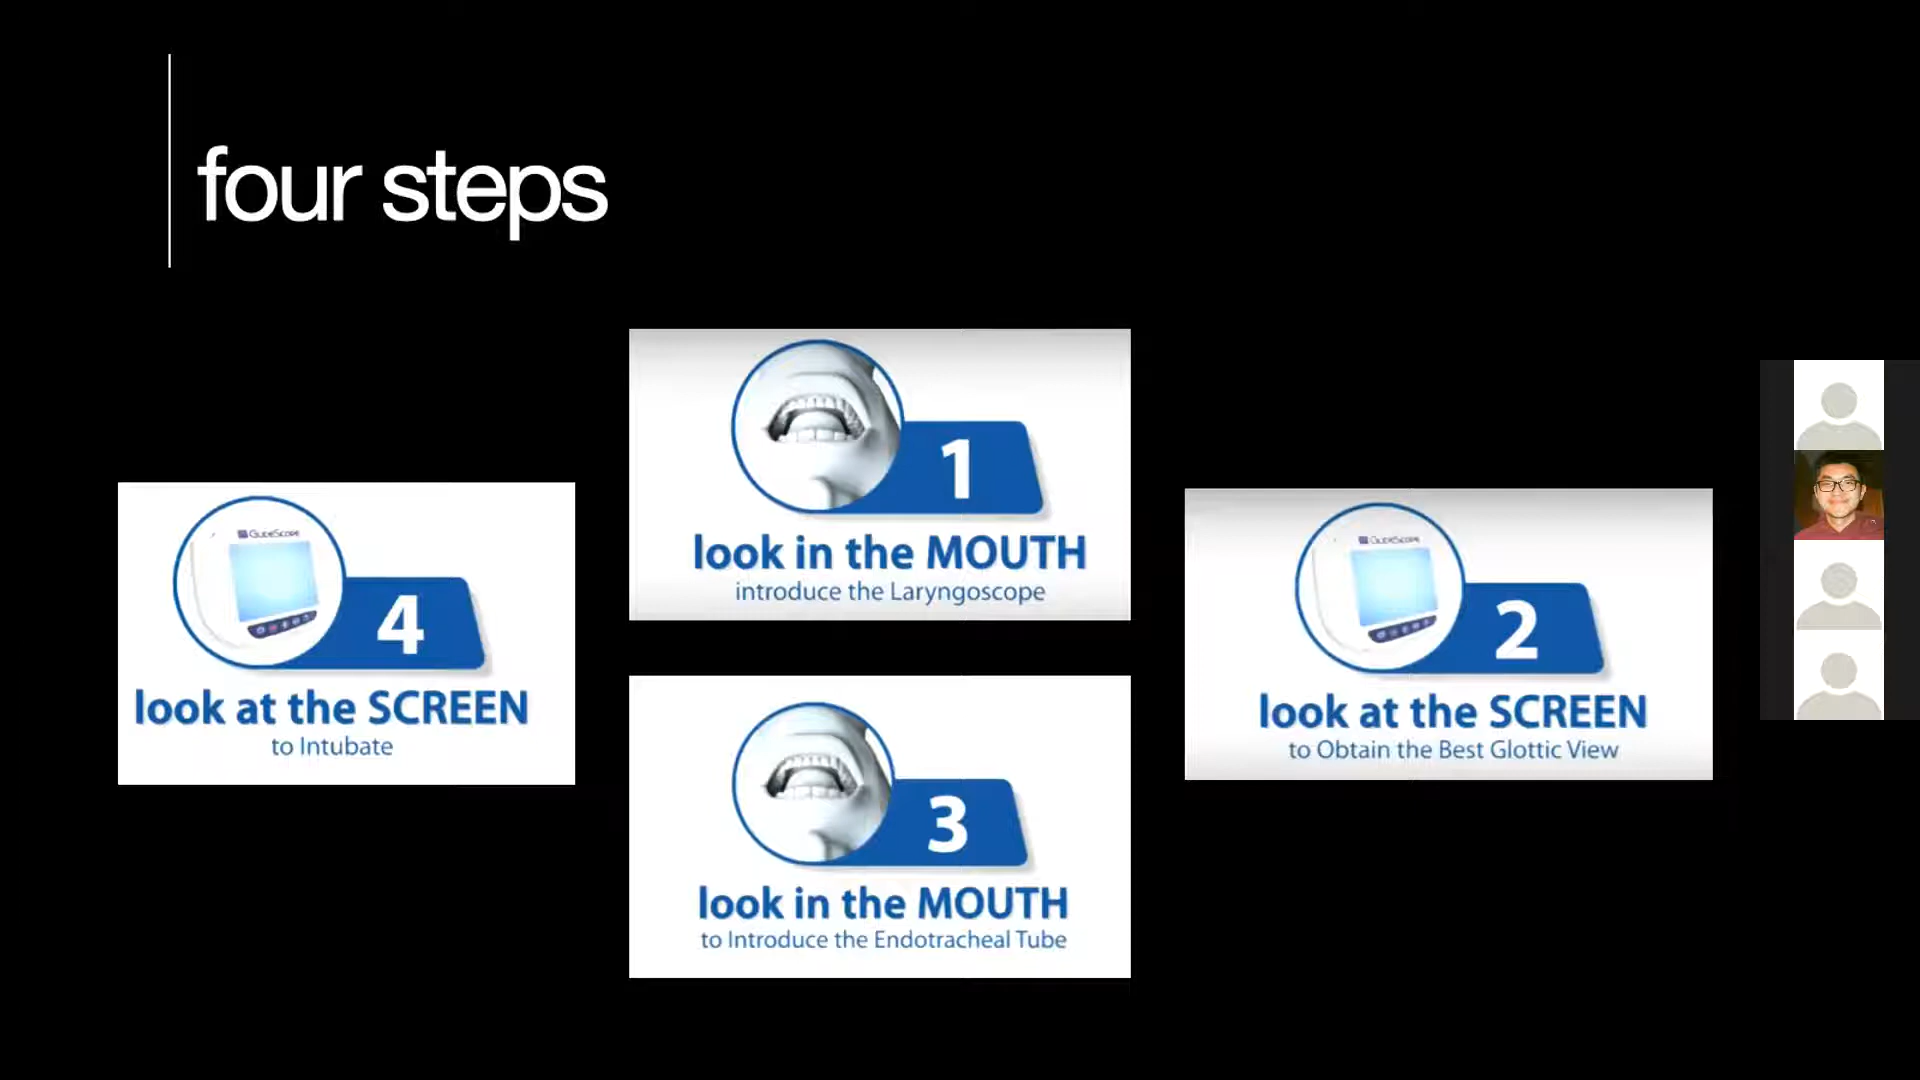 four steps
1
look in the MOUTH
introduce the Laryngoscope
GlideScope
2
look at the SCREEN
to Obtain the Best Glottic View
3
look in the MOUTH
to Introduce the Endotracheal Tube
GlideScope
4
look at the SCREEN
to Intubate